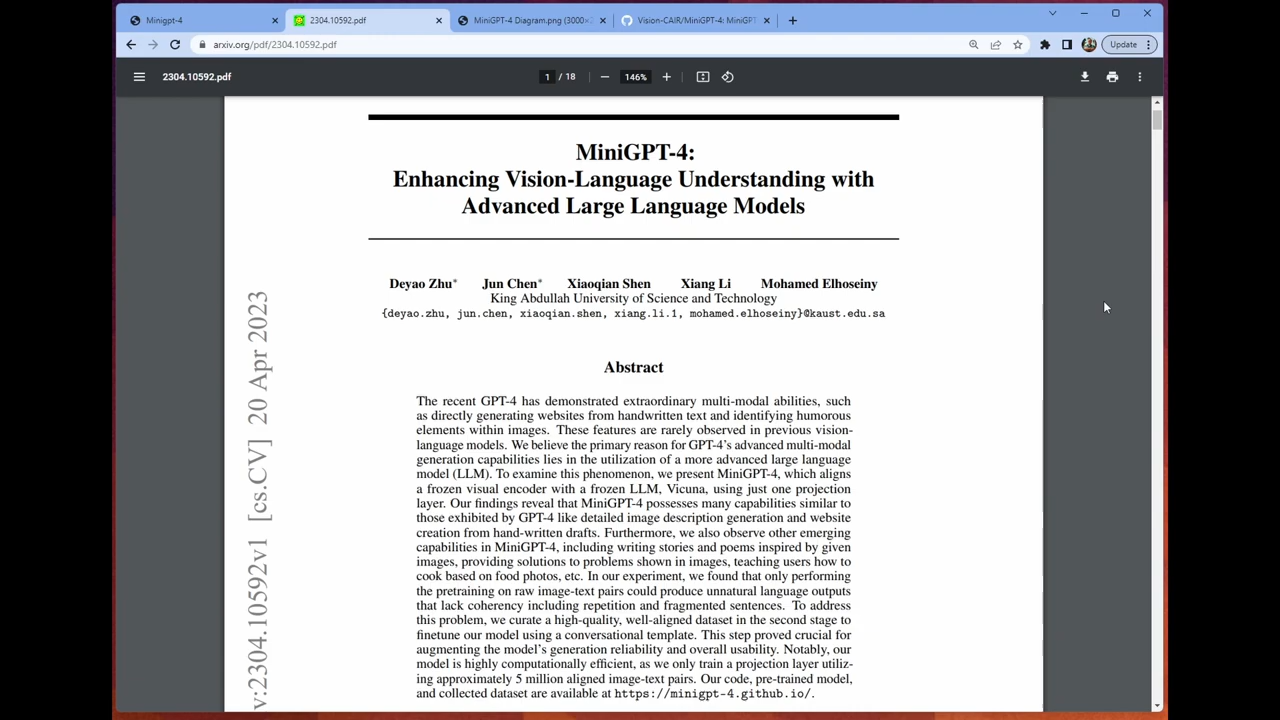 Minigpt-4
2304.10592.pdf
MiniGPT-4 Diagram.png (3000×2
Vision-CAIR/MiniGPT-4: MiniGPT
arxiv.org/pdf/2304.10592.pdf
Update
2304.10592.pdf
1 / 18
146%
MiniGPT-4:
Enhancing Vision-Language Understanding with
Advanced Large Language Models
Deyao Zhu* Jun Chen* Xiaoqian Shen Xiang Li Mohamed Elhoseiny
King Abdullah University of Science and Technology
{deyao.zhu, jun.chen, xiaoqian.shen, xiang.li.1, mohamed.elhoseiny}@kaust.edu.sa
v:2304.10592v1 [cs.CV] 20 Apr 2023
Abstract
The recent GPT-4 has demonstrated extraordinary multi-modal abilities, such
as directly generating websites from handwritten text and identifying humorous
elements within images. These features are rarely observed in previous vision-
language models. We believe the primary reason for GPT-4's advanced multi-modal
generation capabilities lies in the utilization of a more advanced large language
model (LLM). To examine this phenomenon, we present MiniGPT-4, which aligns
a frozen visual encoder with a frozen LLM, Vicuna, using just one projection
layer. Our findings reveal that MiniGPT-4 possesses many capabilities similar to
those exhibited by GPT-4 like detailed image description generation and website
creation from hand-written drafts. Furthermore, we also observe other emerging
capabilities in MiniGPT-4, including writing stories and poems inspired by given
images, providing solutions to problems shown in images, teaching users how to
cook based on food photos, etc. In our experiment, we found that only performing
the pretraining on raw image-text pairs could produce unnatural language outputs
that lack coherency including repetition and fragmented sentences. To address
this problem, we curate a high-quality, well-aligned dataset in the second stage to
finetune our model using a conversational template. This step proved crucial for
augmenting the model's generation reliability and overall usability. Notably, our
model is highly computationally efficient, as we only train a projection layer utiliz-
ing approximately 5 million aligned image-text pairs. Our code, pre-trained model,
and collected dataset are available at https://minigpt-4.github.io/.